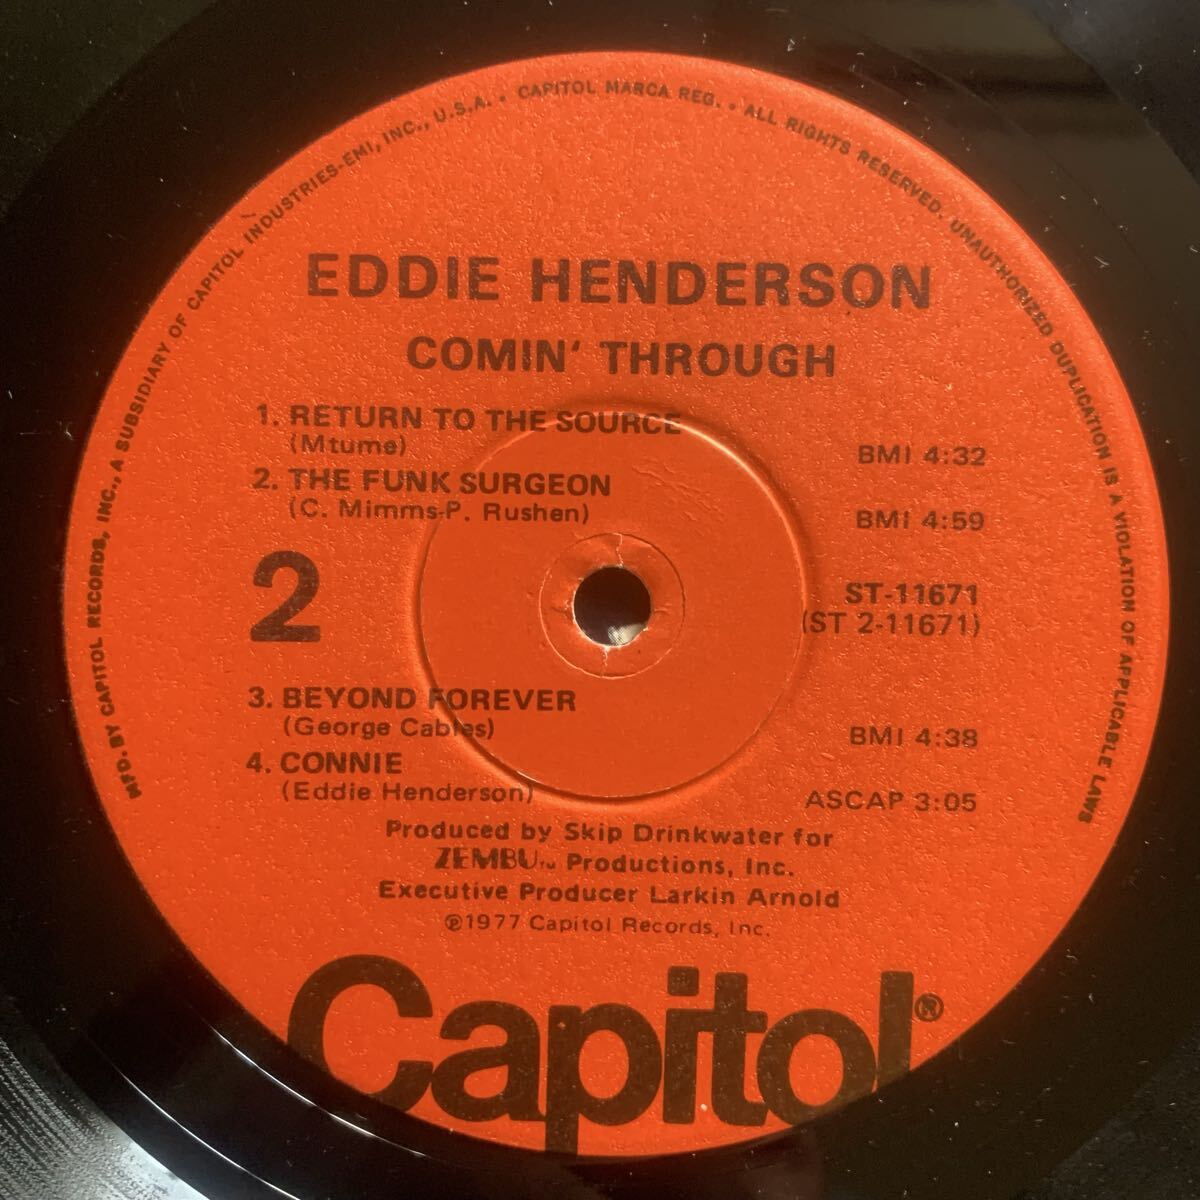 MFD. BY CAPITOL RECORDS, INC., A SUBSIDIARY OF CAPITOL INDUSTRIES-EMI, INC., U.S.A. • CAPITOL MARCA REG. • ALL RIGHTS RESERVED. UNAUTHORIZED DUPLICATION IS A VIOLATION OF APPLICABLE LAWS
EDDIE HENDERSON
COMIN' THROUGH
1. RETURN TO THE SOURCE
(Mtume) BMI 4:32
2. THE FUNK SURGEON
(C. Mimms-P. Rushen) BMI 4:59
2
ST-11671
(ST 2-11671)
3. BEYOND FOREVER
(George Cables) BMI 4:38
4. CONNIE
(Eddie Henderson) ASCAP 3:05
Produced by Skip Drinkwater for
ZEMBU™ Productions, Inc.
Executive Producer Larkin Arnold
℗1977 Capitol Records, Inc.
Capitol®